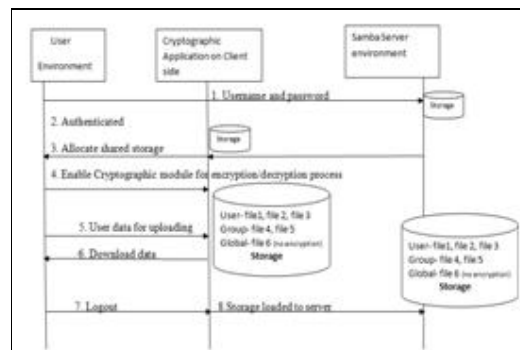 User
Environment
Cryptographic
Application on Client
side
Samba Server
environment
1. Username and password
Storage
2. Authenticated
Storage
3. Allocate shared storage
4. Enable Cryptographic module for encryption/decryption process
User- file1, file 2, file 3
Group- file 4, file 5
Global- file 6 (no encryption)
Storage
5. User data for uploading
6. Download data
User- file1, file 2, file 3
Group- file 4, file 5
Global- file 6 (no encryption)
Storage
7. Logout
8 Storage loaded to server